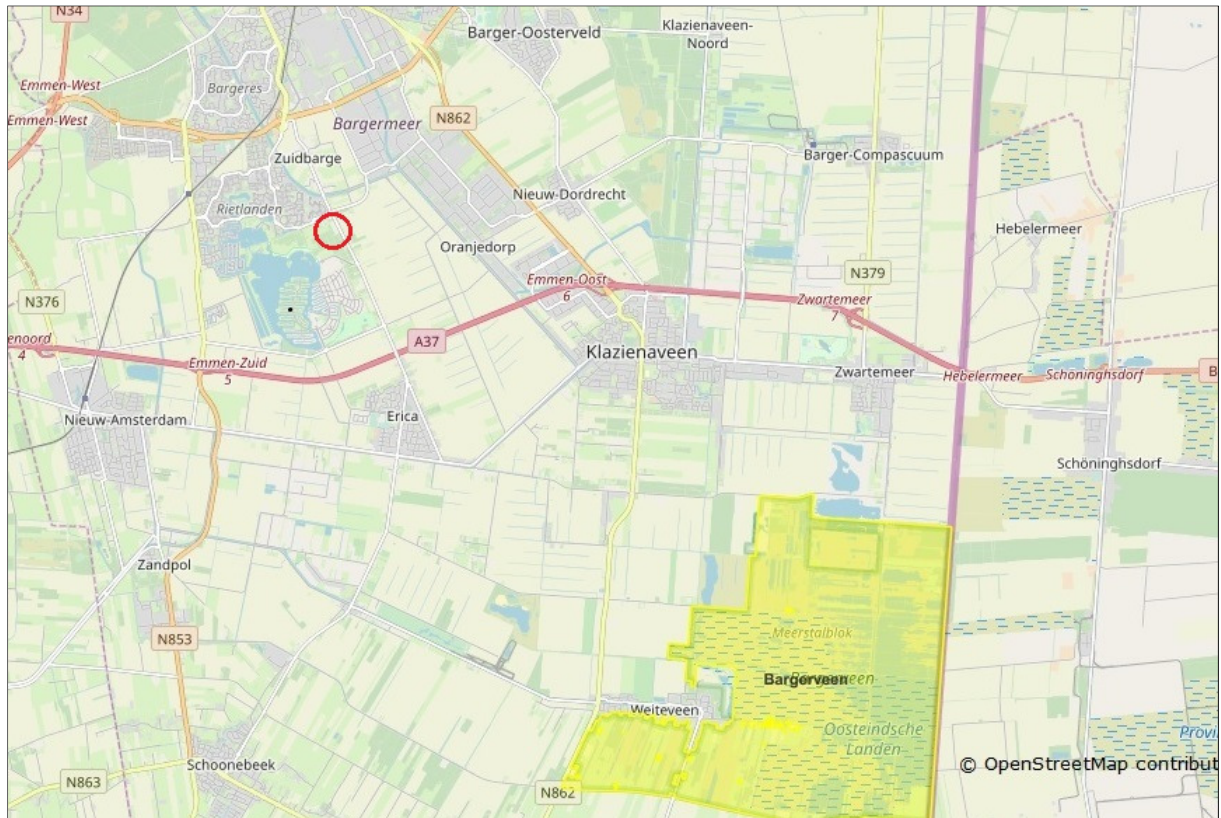 N34
Barger-Oosterveld
Klazienaveen-
Noord
Emmen-West
Bargeres
Emmen-West
Bargermeer
N862
Zuidbarge
Barger-Compascuum
Nieuw-Dordrecht
Rietlanden
Hebelermeer
Oranjedorp
N379
Emmen-Oost
6
N376
Zwartemeer
7
enoord
4
A37
Emmen-Zuid
5
Klazienaveen
Zwartemeer
Hebelermeer
Schöninghsdorf
B
Nieuw-Amsterdam
Erica
Schöninghsdorf
Zandpol
N853
Meerstalblok
Bargerveen
Weiteveen
Oosteindsche
Landen
Provi
Schoonebeek
© OpenStreetMap contribut
N863
N862